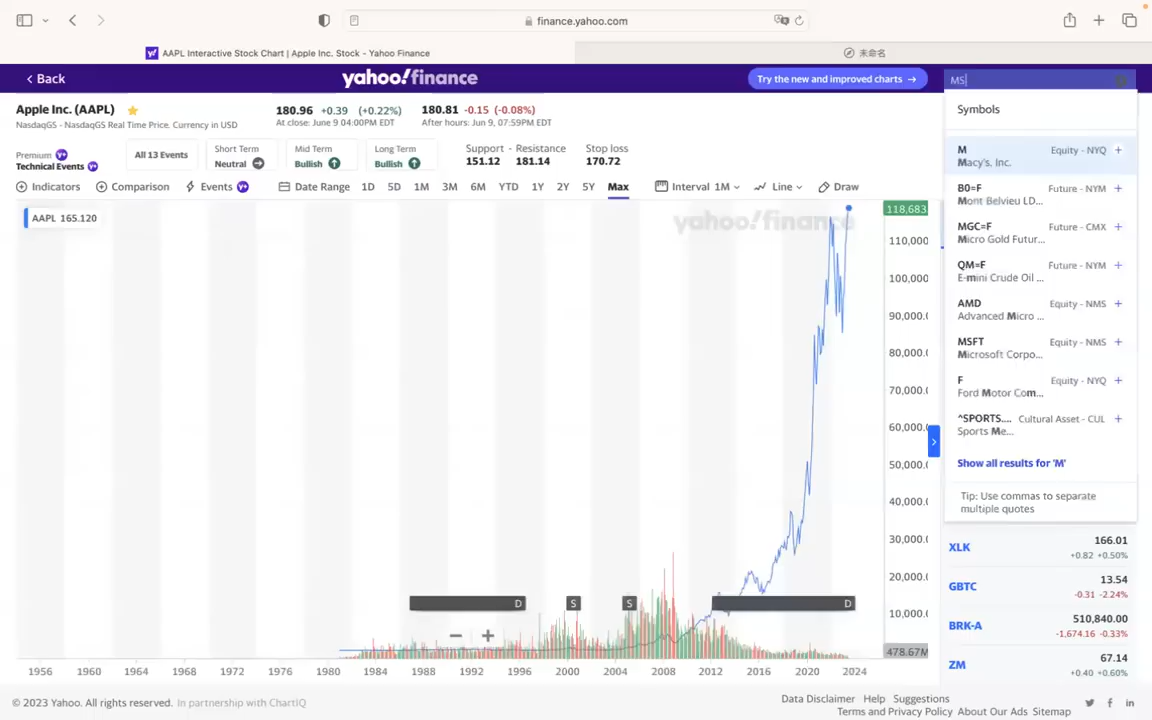 finance.yahoo.com
AAPL Interactive Stock Chart | Apple Inc. Stock - Yahoo Finance
未命名
Back
yahoo!finance
Try the new and improved charts →
MS
Apple Inc. (AAPL)
NasdaqGS - NasdaqGS Real Time Price. Currency in USD
180.96 +0.39 (+0.22%)
At close: June 9 04:00PM EDT
180.81 -0.15 (-0.08%)
After hours: Jun 9, 07:59PM EDT
Premium Y+
Technical Events Y+
All 13 Events
Short Term
Neutral
Mid Term
Bullish
Long Term
Bullish
Support - Resistance
151.12 181.14
Stop loss
170.72
Indicators Comparison Events Y+ Date Range 1D 5D 1M 3M 6M YTD 1Y 2Y 5Y Max Interval 1M Line Draw
AAPL 165.120
yahoo!finance
118,683
110,000.
100,000.
90,000.0
80,000.0
70,000.0
60,000.0
50,000.0
40,000.0
30,000.0
20,000.0
10,000.0
478.67M
D S S D
1956 1960 1964 1968 1972 1976 1980 1984 1988 1992 1996 2000 2004 2008 2012 2016 2020 2024
Symbols
M Equity - NYQ +
Macy's, Inc.
B0=F Future - NYM +
Mont Belvieu LD...
MGC=F Future - CMX +
Micro Gold Futur...
QM=F Future - NYM +
E-mini Crude Oil ...
AMD Equity - NMS +
Advanced Micro ...
MSFT Equity - NMS +
Microsoft Corpo...
F Equity - NYQ +
Ford Motor Com...
^SPORTS.... Cultural Asset - CUL +
Sports Me...
Show all results for 'M'
Tip: Use commas to separate
multiple quotes
XLK 166.01
+0.82 +0.50%
GBTC 13.54
-0.31 -2.24%
BRK-A 510,840.00
-1,674.16 -0.33%
ZM 67.14
+0.40 +0.60%
© 2023 Yahoo. All rights reserved. In partnership with ChartIQ
Data Disclaimer Help Suggestions
Terms and Privacy Policy About Our Ads Sitemap